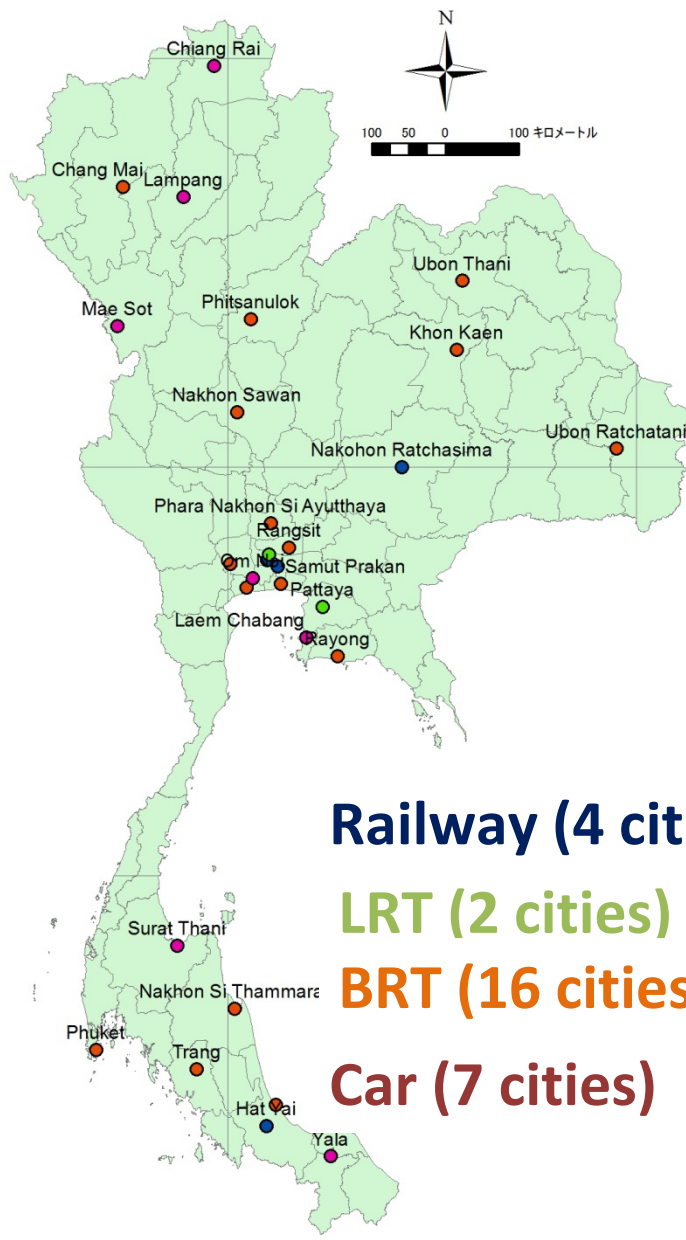 N
Chiang Rai
100 50 0 100 キロメートル
Chang Mai
Lampang
Ubon Thani
Mae Sot
Phitsanulok
Khon Kaen
Nakhon Sawan
Ubon Ratchatani
Nakohon Ratchasima
Phara Nakhon Si Ayutthaya
Rangsit
Samut Prakan
Pattaya
Laem Chabang
Rayong
Railway (4 cit
LRT (2 cities)
Surat Thani
BRT (16 cities
Nakhon Si Thammara
Phuket
Trang
Car (7 cities)
Hat Yai
Yala